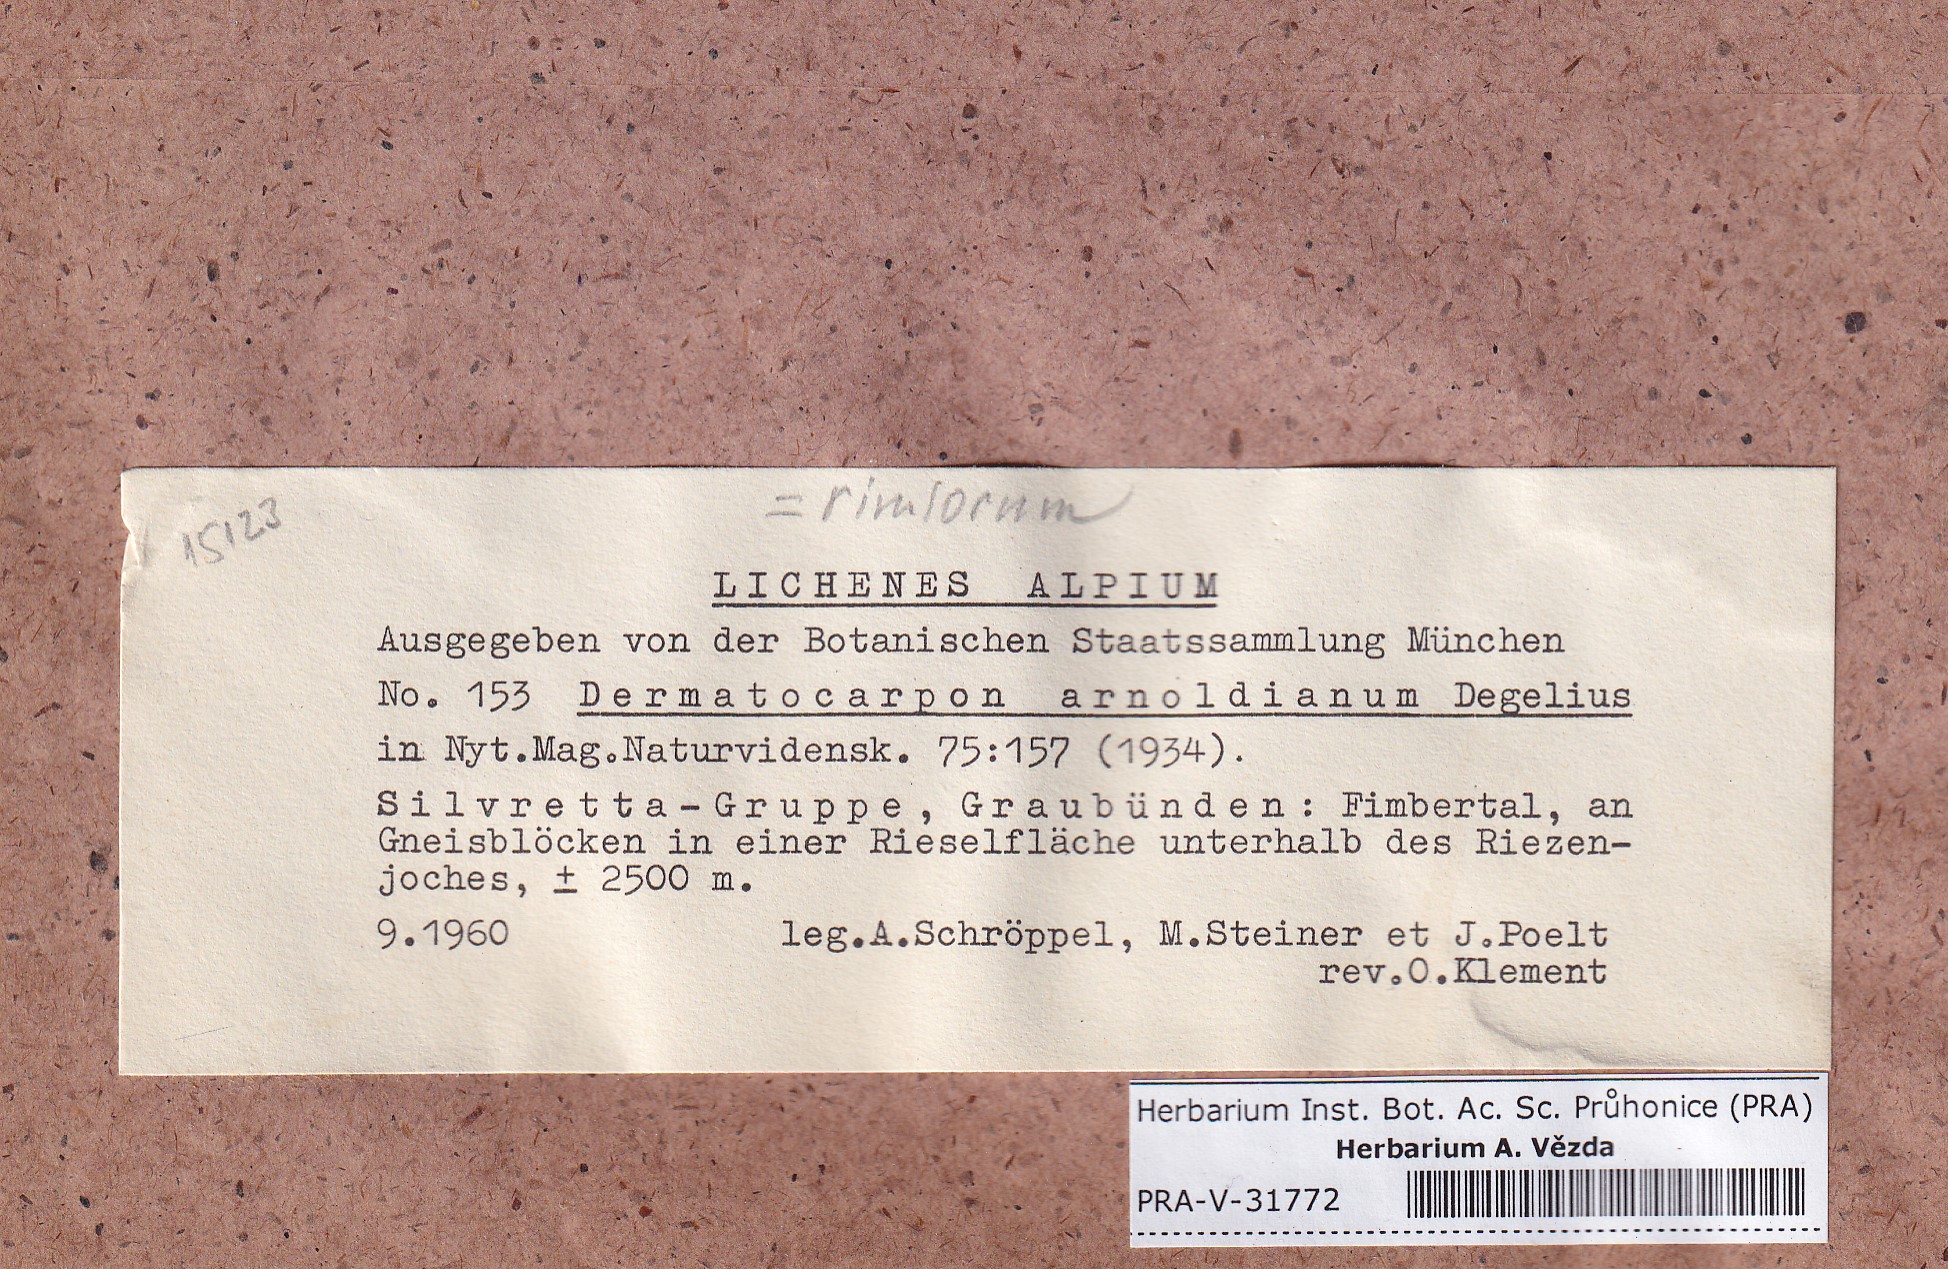 15123
= rivulorum
LICHENES ALPIUM
Ausgegeben von der Botanischen Staatssammlung München
No. 153 Dermatocarpon arnoldianum Degelius
in Nyt.Mag.Naturvidensk. 75:157 (1934).
Silvretta-Gruppe, Graubünden: Fimbertal, an
Gneisblöcken in einer Rieselfläche unterhalb des Riezen-
joches, ± 2500 m.
9.1960 leg.A.Schröppel, M.Steiner et J.Poelt
rev.O.Klement
Herbarium Inst. Bot. Ac. Sc. Průhonice (PRA)
Herbarium A. Vězda
PRA-V-31772